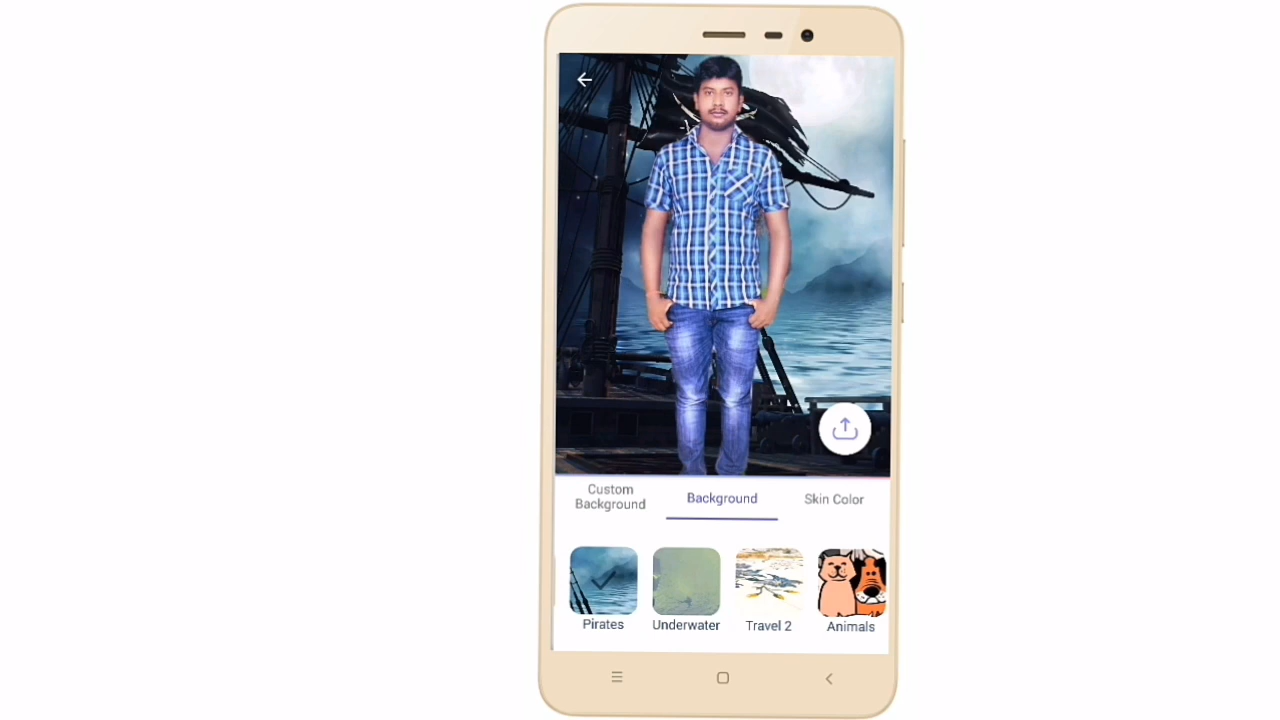 Custom
Background
Background
Skin Color
Pirates
Underwater
Travel 2
Animals